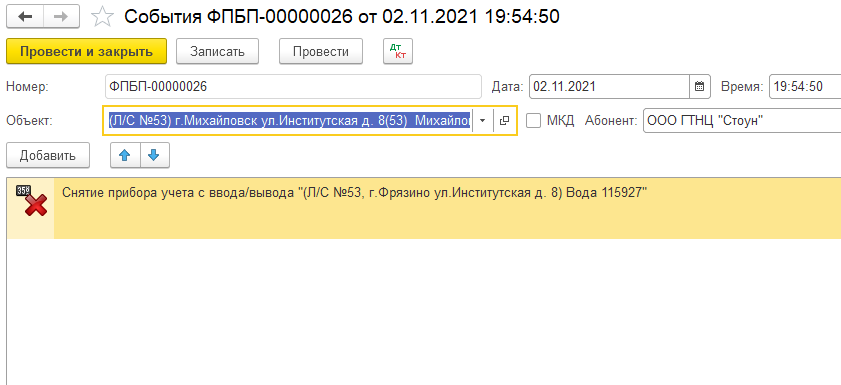 События ФПБП-00000026 от 02.11.2021 19:54:50
Провести и закрыть Записать Провести Дт Кт
Номер: ФПБП-00000026 Дата: 02.11.2021 Время: 19:54:50
Объект: (Л/С №53) г.Михайловск ул.Институтская д. 8(53) Михайло МКД Абонент: ООО ГТНЦ "Стоун"
Добавить
358
Снятие прибора учета с ввода/вывода "(Л/С №53, г.Фрязино ул.Институтская д. 8) Вода 115927"